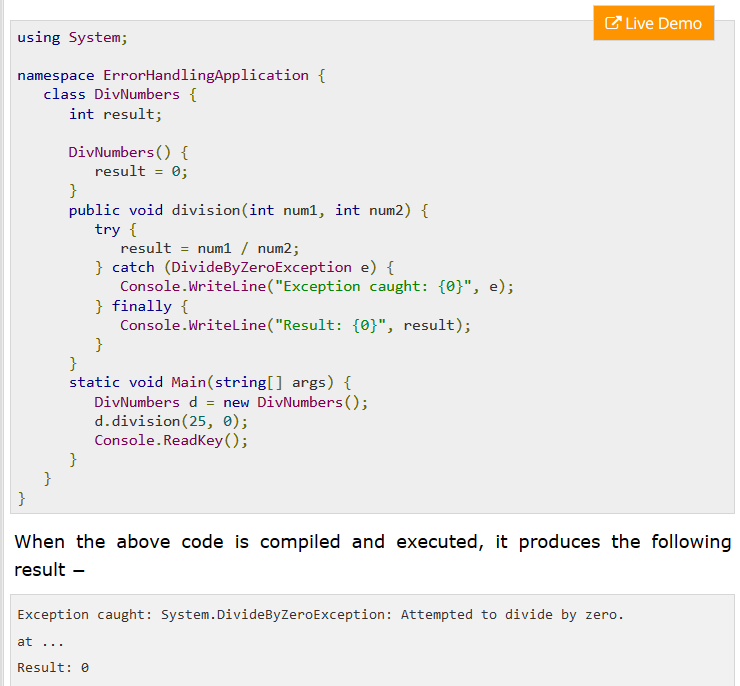 Live Demo
using System;
namespace ErrorHandlingApplication {
   class DivNumbers {
      int result;
      DivNumbers() {
         result = 0;
      }
      public void division(int num1, int num2) {
         try {
            result = num1 / num2;
         } catch (DivideByZeroException e) {
            Console.WriteLine("Exception caught: {0}", e);
         } finally {
            Console.WriteLine("Result: {0}", result);
         }
      }
      static void Main(string[] args) {
         DivNumbers d = new DivNumbers();
         d.division(25, 0);
         Console.ReadKey();
      }
   }
}
When the above code is compiled and executed, it produces the following
result −
Exception caught: System.DivideByZeroException: Attempted to divide by zero.
at ...
Result: 0